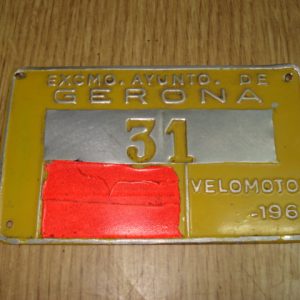 EXCMO. AYUNTO. DE
GERONA
31
VELOMOTO
-196